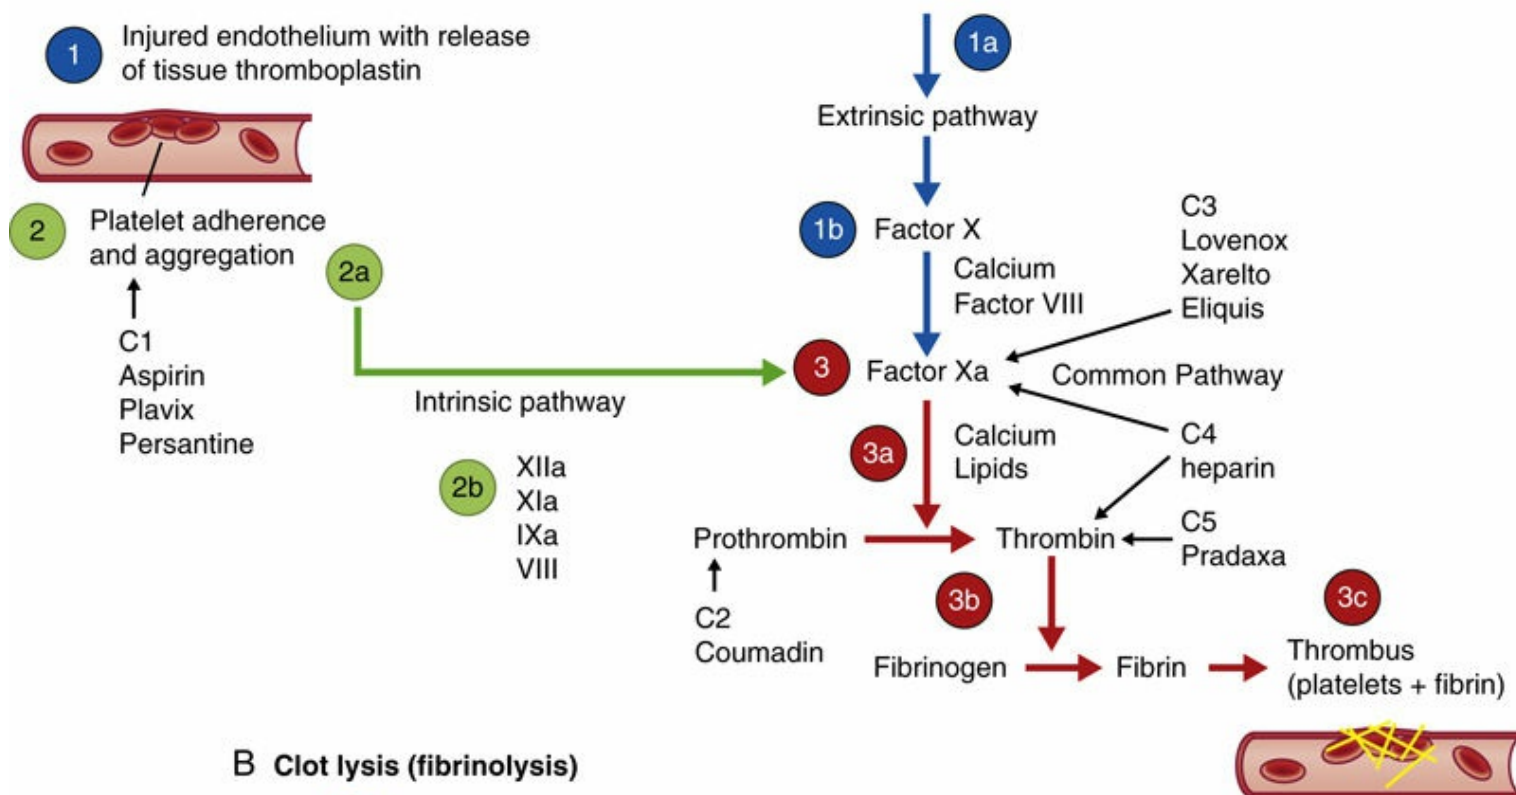 1
Injured endothelium with release
of tissue thromboplastin
2
Platelet adherence
and aggregation
C1
Aspirin
Plavix
Persantine
2a
Intrinsic pathway
2b
XIIa
XIa
IXa
VIII
1a
Extrinsic pathway
1b
Factor X
Calcium
Factor VIII
C3
Lovenox
Xarelto
Eliquis
3
Factor Xa
Common Pathway
3a
Calcium
Lipids
C4
heparin
Prothrombin
Thrombin
C5
Pradaxa
C2
Coumadin
3b
Fibrinogen
Fibrin
3c
Thrombus
(platelets + fibrin)
B Clot lysis (fibrinolysis)